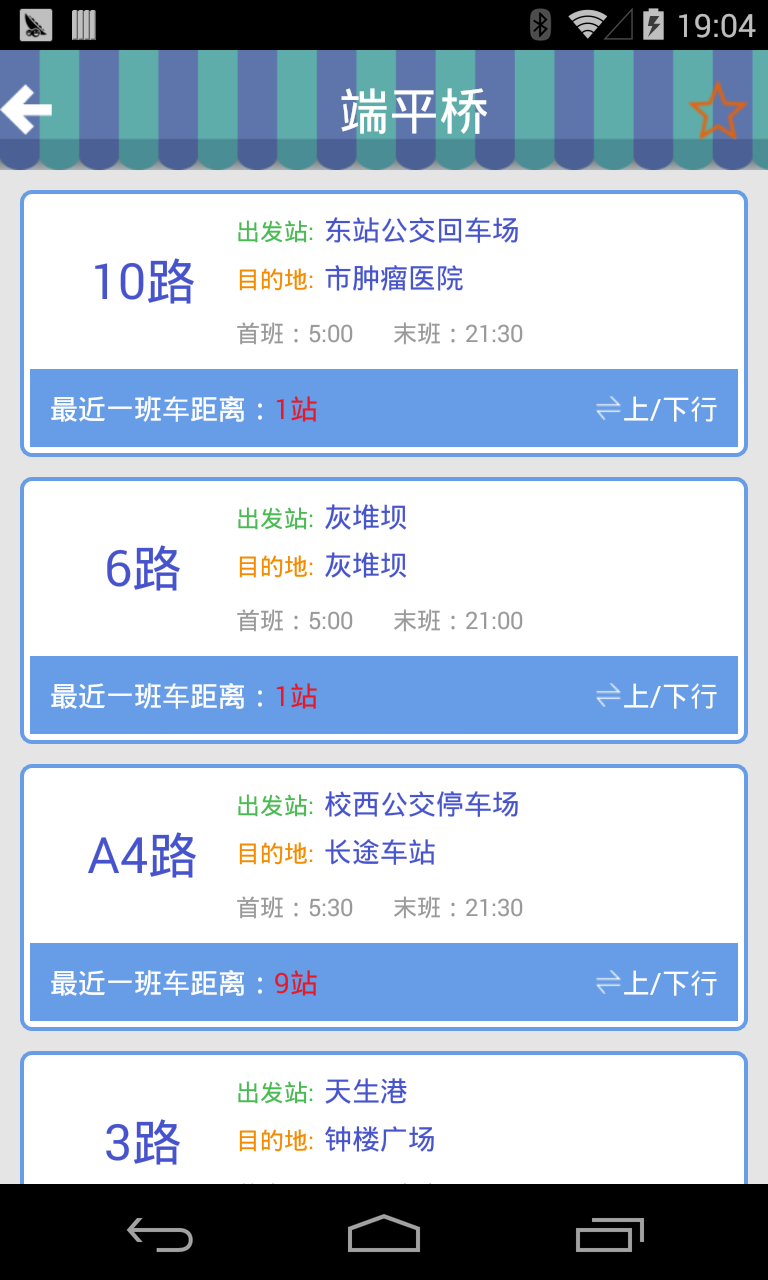 19:04
端平桥
10路
出发站: 东站公交回车场
目的地: 市肿瘤医院
首班：5:00 末班：21:30
最近一班车距离：1站 ⇌上/下行
6路
出发站: 灰堆坝
目的地: 灰堆坝
首班：5:00 末班：21:00
最近一班车距离：1站 ⇌上/下行
A4路
出发站: 校西公交停车场
目的地: 长途车站
首班：5:30 末班：21:30
最近一班车距离：9站 ⇌上/下行
3路
出发站: 天生港
目的地: 钟楼广场